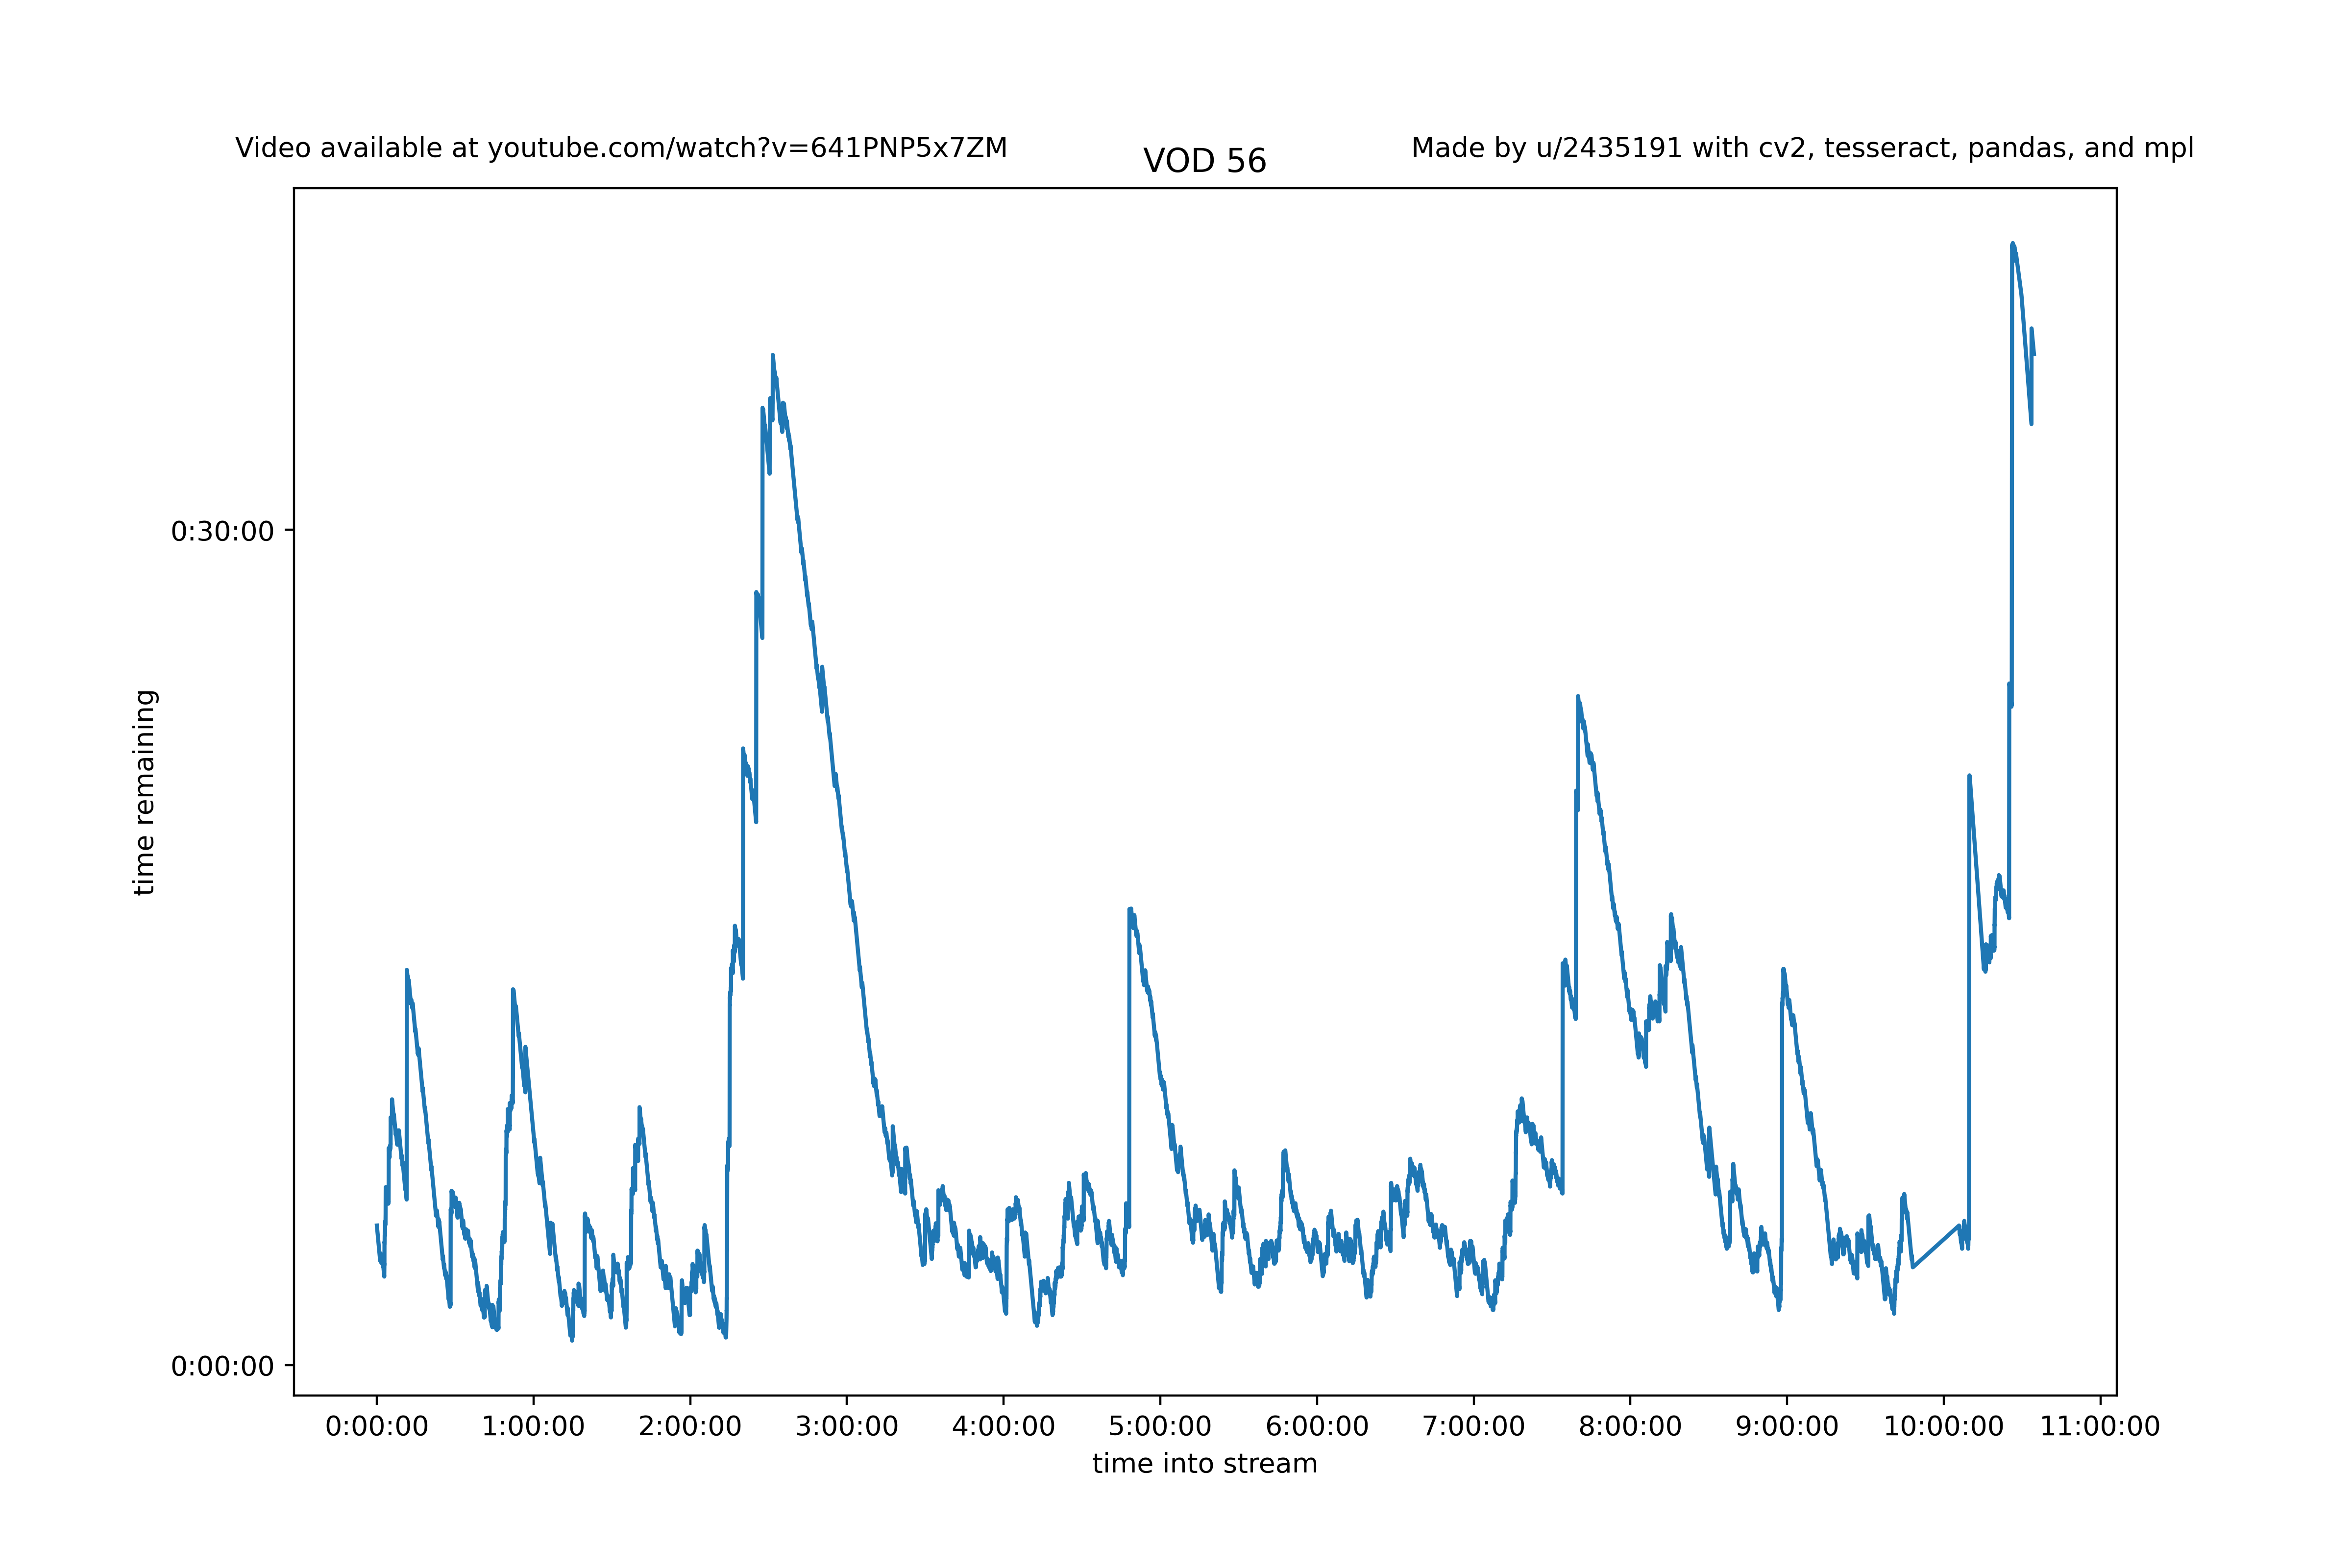 Video available at youtube.com/watch?v=641PNP5x7ZM
VOD 56
Made by u/2435191 with cv2, tesseract, pandas, and mpl
time remaining
0:30:00
0:00:00
0:00:00 1:00:00 2:00:00 3:00:00 4:00:00 5:00:00 6:00:00 7:00:00 8:00:00 9:00:00 10:00:00 11:00:00
time into stream